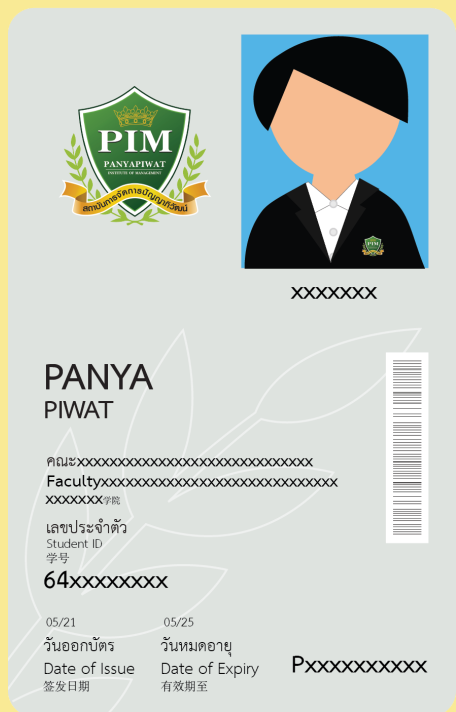 PIM
PANYAPIWAT
INSTITUTE OF MANAGEMENT
สถาบันการจัดการปัญญาภิวัฒน์
PIM
xxxxxxx
PANYA
PIWAT
คณะxxxxxxxxxxxxxxxxxxxxxxxxxxxxx
Facultyxxxxxxxxxxxxxxxxxxxxxxxxxxxxx
xxxxxxx学院
เลขประจำตัว
Student ID
学号
64xxxxxxxx
05/21 05/25
วันออกบัตร วันหมดอายุ
Date of Issue Date of Expiry Pxxxxxxxxxx
签发日期 有效期至